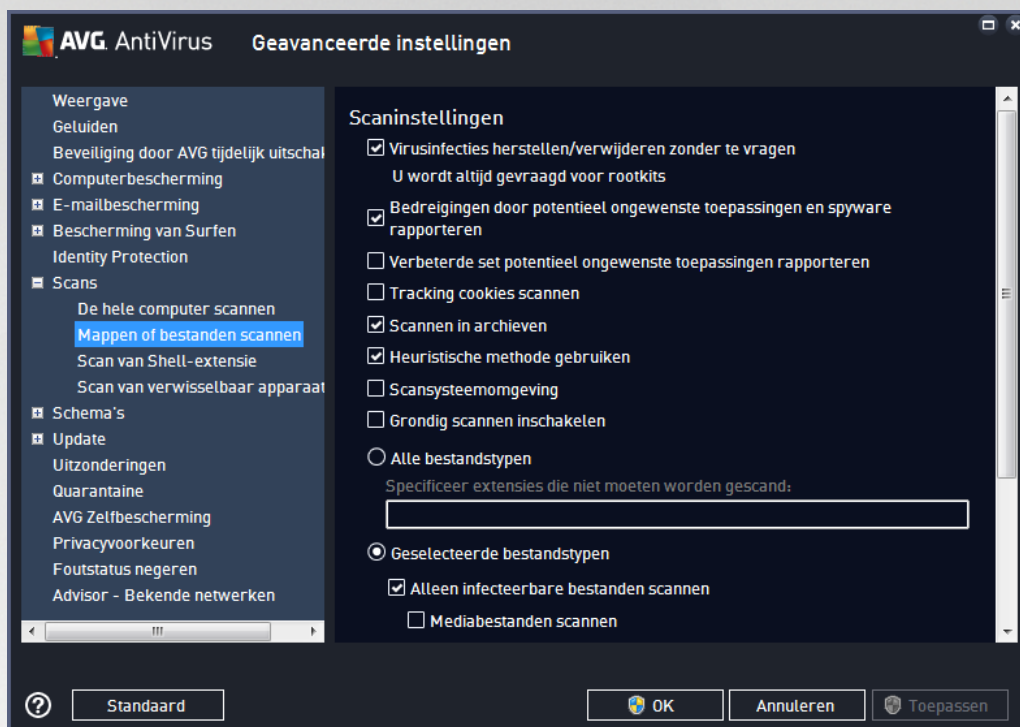 AVG. AntiVirus
Geavanceerde instellingen
Weergave
Geluiden
Beveiliging door AVG tijdelijk uitschal
Computerbescherming
E-mailbescherming
Bescherming van Surfen
Identity Protection
Scans
De hele computer scannen
Mappen of bestanden scannen
Scan van Shell-extensie
Scan van verwisselbaar apparaat
Schema's
Update
Uitzonderingen
Quarantaine
AVG Zelfbescherming
Privacyvoorkeuren
Foutstatus negeren
Advisor - Bekende netwerken
Scaninstellingen
Virusinfecties herstellen/verwijderen zonder te vragen
U wordt altijd gevraagd voor rootkits
Bedreigingen door potentieel ongewenste toepassingen en spyware
rapporteren
Verbeterde set potentieel ongewenste toepassingen rapporteren
Tracking cookies scannen
Scannen in archieven
Heuristische methode gebruiken
Scansysteemomgeving
Grondig scannen inschakelen
Alle bestandstypen
Specificeer extensies die niet moeten worden gescand:
Geselecteerde bestandstypen
Alleen infecteerbare bestanden scannen
Mediabestanden scannen
Standaard
OK
Annuleren
Toepassen